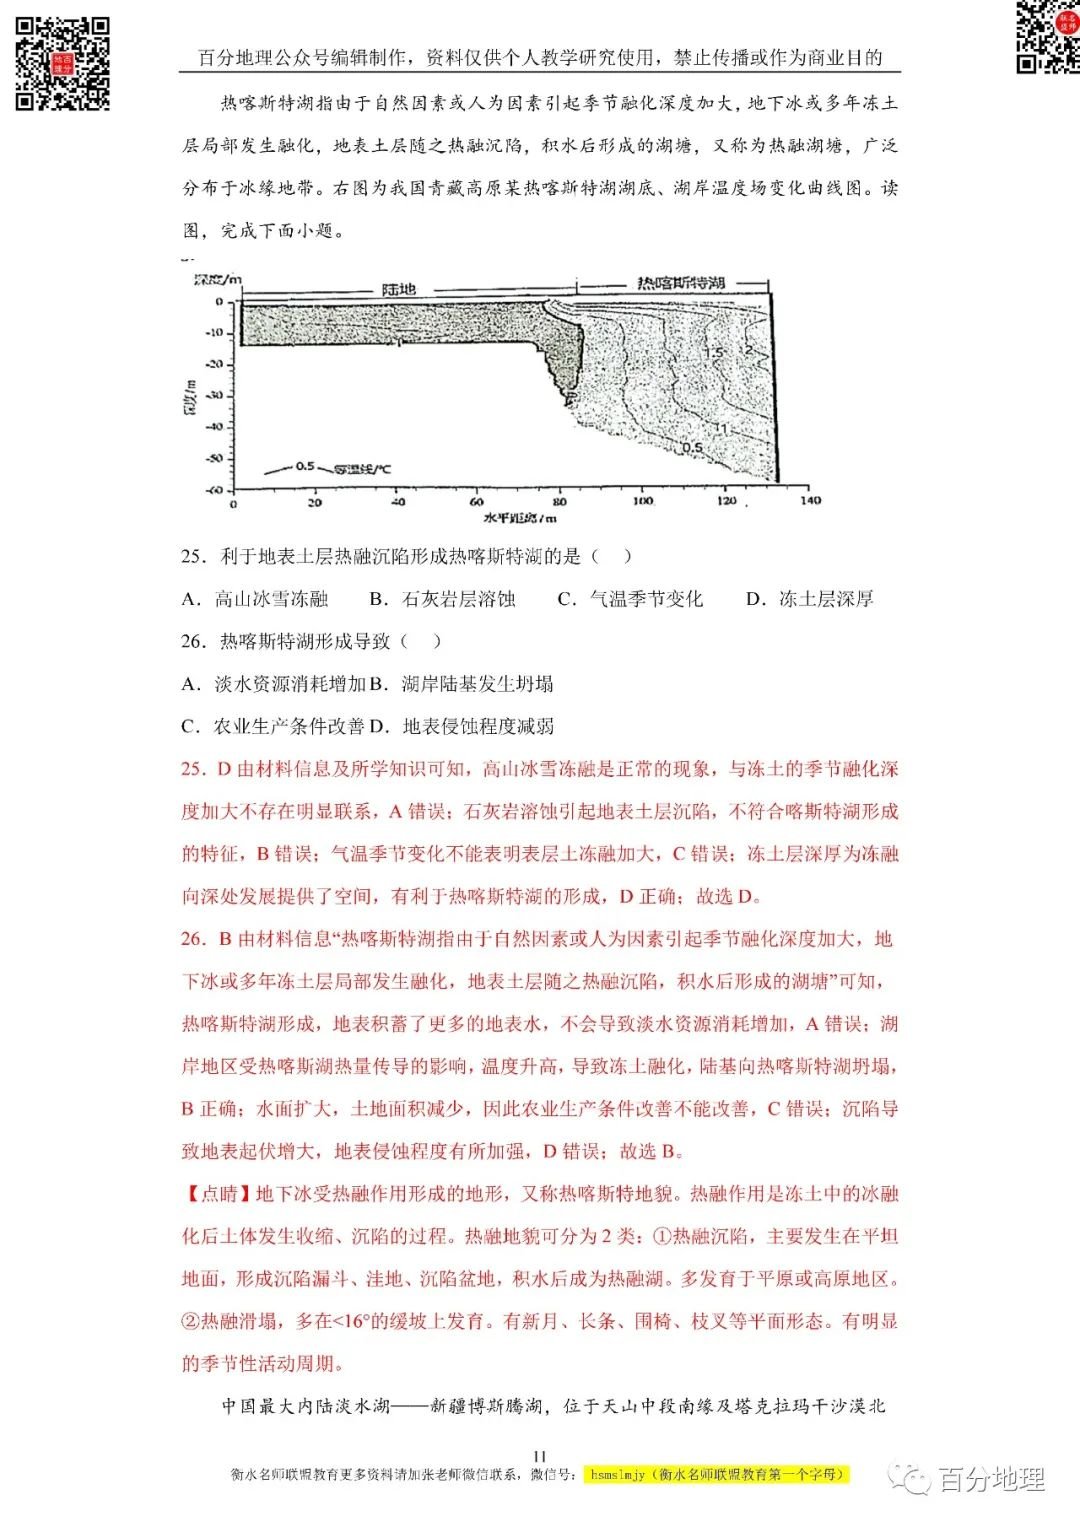 百分地理公众号编辑制作，资料仅供个人教学研究使用，禁止传播或作为商业目的
热喀斯特湖指由于自然因素或人为因素引起季节融化深度加大，地下冰或多年冻土
层局部发生融化，地表土层随之热融沉陷，积水后形成的湖塘，又称为热融湖塘，广泛
分布于冰缘地带。右图为我国青藏高原某热喀斯特湖湖底、湖岸温度场变化曲线图。读
图，完成下面小题。
深度/m
陆地
热喀斯特湖
0
-10
-20
-30
-40
-50
-60
深度/m
1.5
2
11
0.5
0.5 等温线/℃
0 20 40 60 80 100 120 140
水平距离/m
25．利于地表土层热融沉陷形成热喀斯特湖的是（ ）
A．高山冰雪冻融 B．石灰岩层溶蚀 C．气温季节变化 D．冻土层深厚
26．热喀斯特湖形成导致（ ）
A．淡水资源消耗增加 B．湖岸陆基发生坍塌
C．农业生产条件改善 D．地表侵蚀程度减弱
25．D 由材料信息及所学知识可知，高山冰雪冻融是正常的现象，与冻土的季节融化深
度加大不存在明显联系，A 错误；石灰岩溶蚀引起地表土层沉陷，不符合喀斯特湖形成
的特征，B 错误；气温季节变化不能表明表层土冻融加大，C 错误；冻土层深厚为冻融
向深处发展提供了空间，有利于热喀斯特湖的形成，D 正确；故选 D。
26．B 由材料信息“热喀斯特湖指由于自然因素或人为因素引起季节融化深度加大，地
下冰或多年冻土层局部发生融化，地表土层随之热融沉陷，积水后形成的湖塘”可知，
热喀斯特湖形成，地表积蓄了更多的地表水，不会导致淡水资源消耗增加，A 错误；湖
岸地区受热喀斯湖热量传导的影响，温度升高，导致冻土融化，陆基向热喀斯特湖坍塌，
B 正确；水面扩大，土地面积减少，因此农业生产条件改善不能改善，C 错误；沉陷导
致地表起伏增大，地表侵蚀程度有所加强，D 错误；故选 B。
【点睛】地下冰受热融作用形成的地形，又称热喀斯特地貌。热融作用是冻土中的冰融
化后土体发生收缩、沉陷的过程。热融地貌可分为 2 类：①热融沉陷，主要发生在平坦
地面，形成沉陷漏斗、洼地、沉陷盆地，积水后成为热融湖。多发育于平原或高原地区。
②热融滑塌，多在<16°的缓坡上发育。有新月、长条、围椅、枝叉等平面形态。有明显
的季节性活动周期。
中国最大内陆淡水湖——新疆博斯腾湖，位于天山中段南缘及塔克拉玛干沙漠北
11
衡水名师联盟教育更多资料请加张老师微信联系，微信号： hsmslmjy（衡水名师联盟教育第一个字母）
百分地理